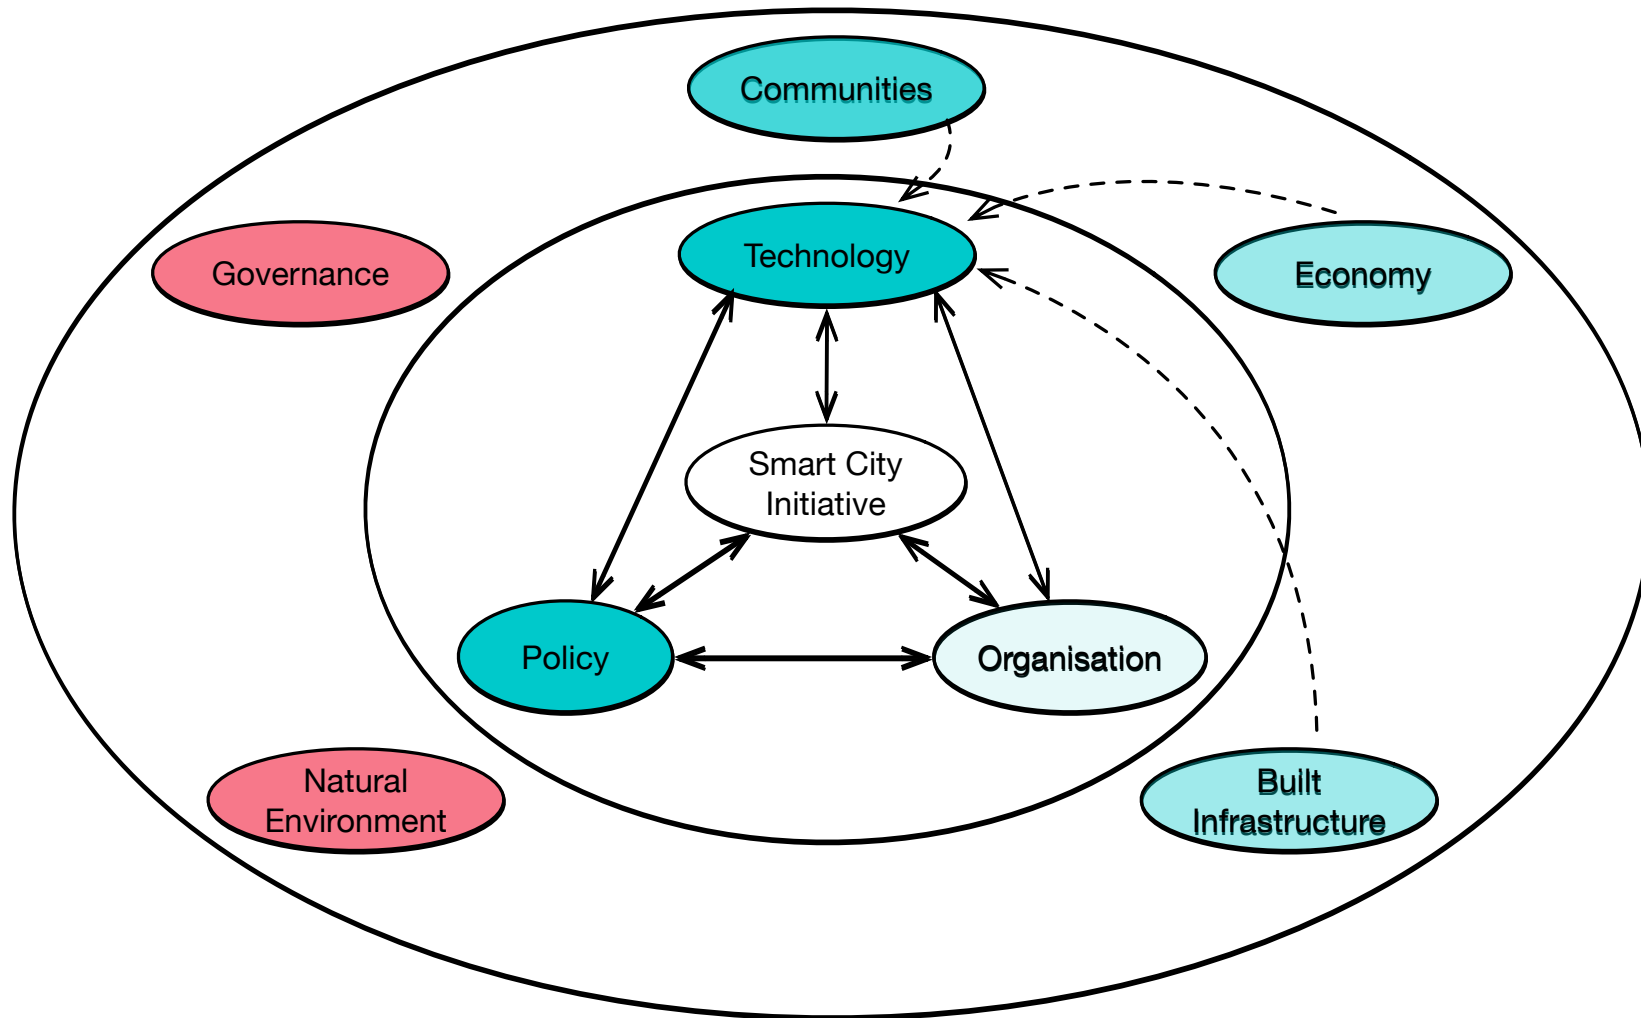 Communities
Technology
Governance
Economy
Smart City
Initiative
Policy
Organisation
Natural
Environment
Built
Infrastructure